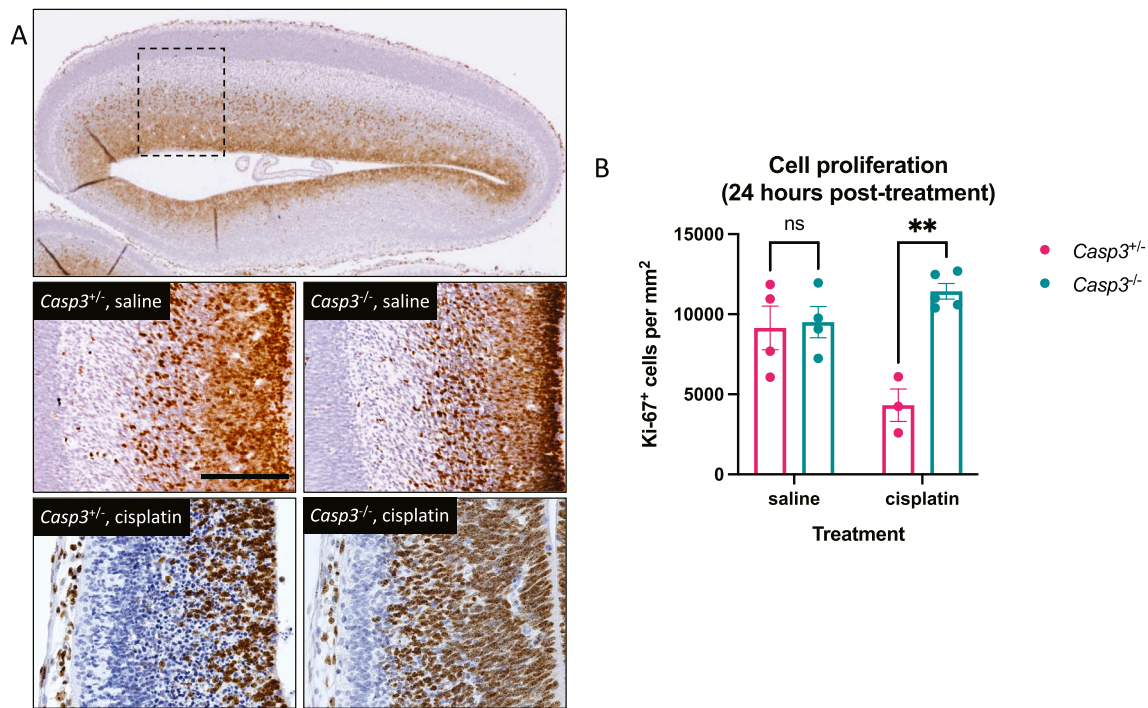 A
Casp3+/-, saline
Casp3-/-, saline
Casp3+/-, cisplatin
Casp3-/-, cisplatin
B
Cell proliferation
(24 hours post-treatment)
ns
**
15000
10000
5000
0
Ki-67+ cells per mm2
saline
cisplatin
Treatment
Casp3+/-
Casp3-/-